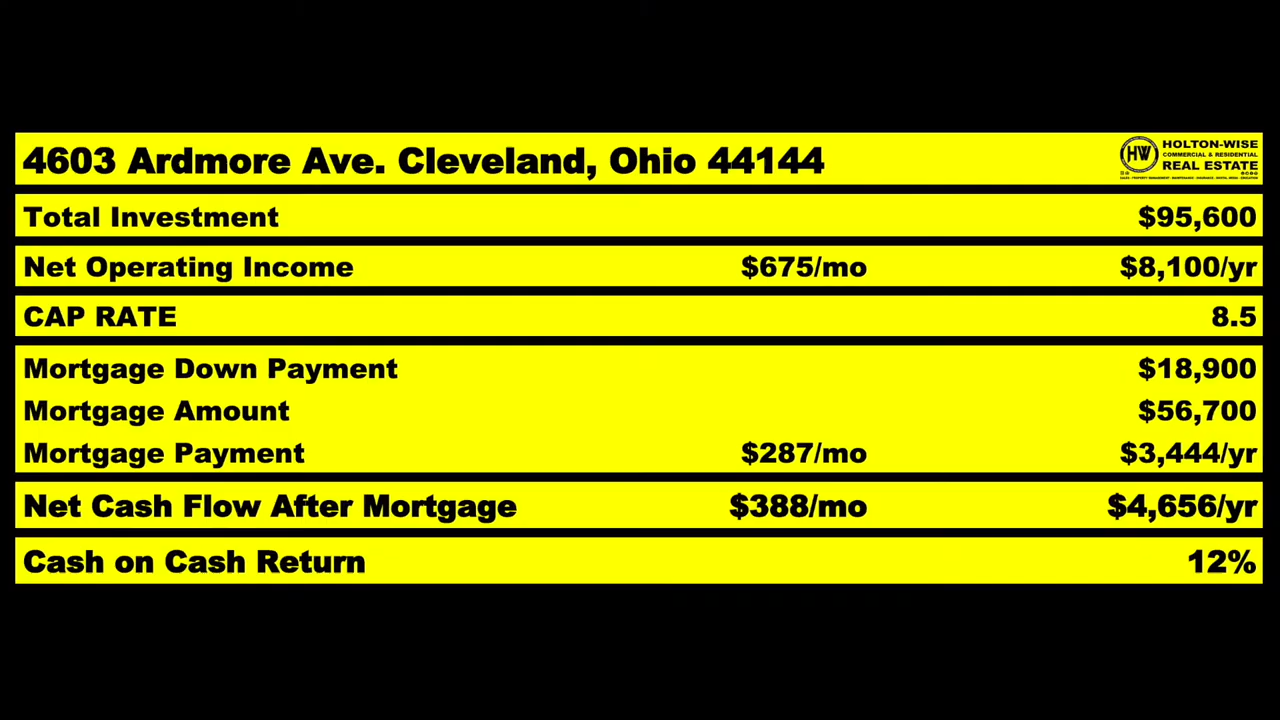 4603 Ardmore Ave. Cleveland, Ohio 44144
HW
HOLTON-WISE
COMMERCIAL & RESIDENTIAL
REAL ESTATE
Total Investment $95,600
Net Operating Income $675/mo $8,100/yr
CAP RATE 8.5
Mortgage Down Payment $18,900
Mortgage Amount $56,700
Mortgage Payment $287/mo $3,444/yr
Net Cash Flow After Mortgage $388/mo $4,656/yr
Cash on Cash Return 12%